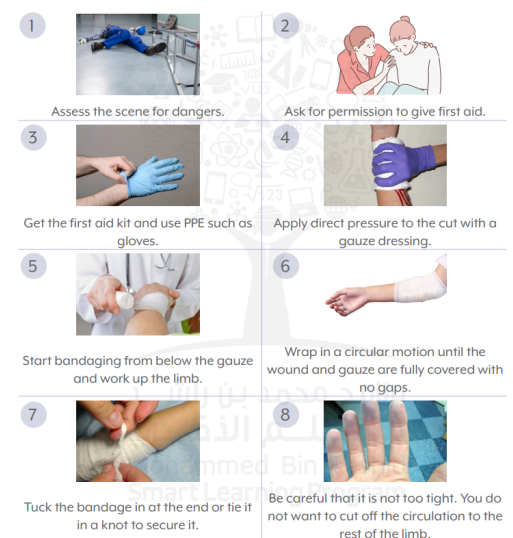 1
Assess the scene for dangers.
2
Ask for permission to give first aid.
3
Get the first aid kit and use PPE such as
gloves.
4
Apply direct pressure to the cut with a
gauze dressing.
5
Start bandaging from below the gauze
and work up the limb.
6
Wrap in a circular motion until the
wound and gauze are fully covered with
no gaps.
7
Tuck the bandage in at the end or tie it
in a knot to secure it.
8
Be careful that it is not too tight. You do
not want to cut off the circulation to the
rest of the limb.
محمد بن
Mohammed Bin
Smart Learning Program